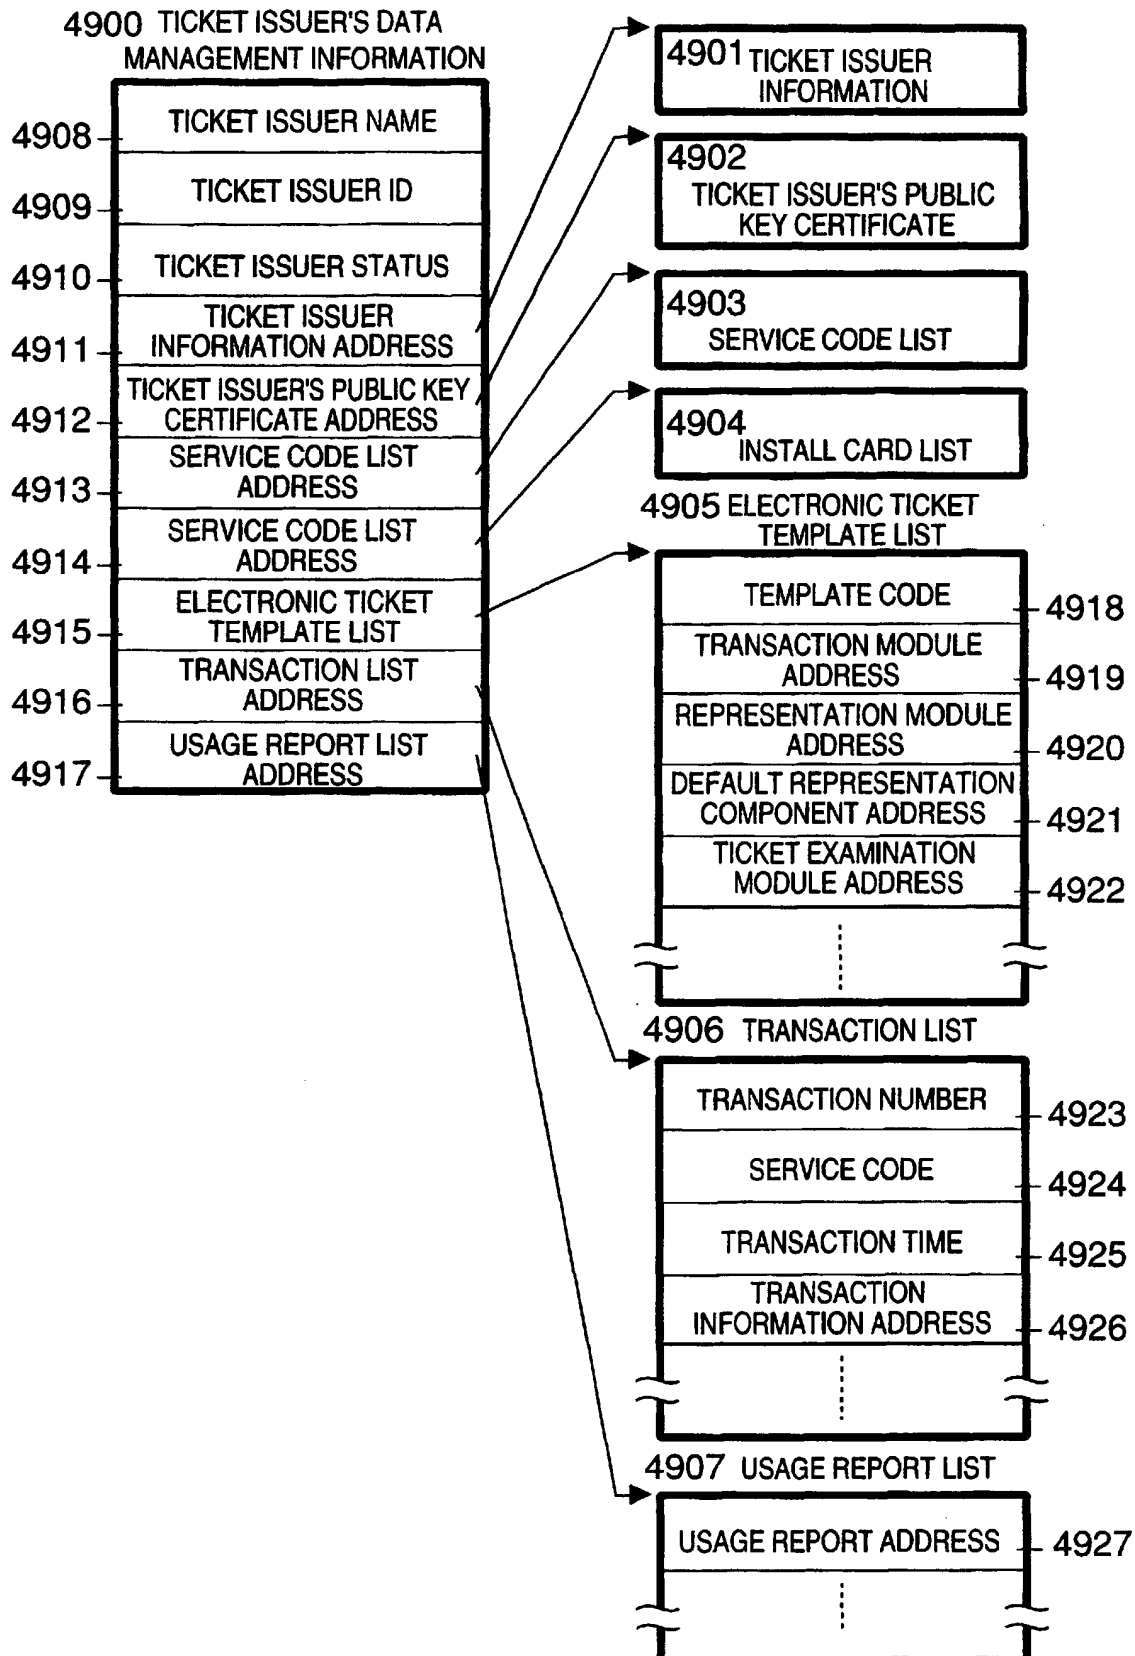 4900 TICKET ISSUER'S DATA
MANAGEMENT INFORMATION
4908
TICKET ISSUER NAME
4909
TICKET ISSUER ID
4910
TICKET ISSUER STATUS
4911
TICKET ISSUER
INFORMATION ADDRESS
4912
TICKET ISSUER'S PUBLIC KEY
CERTIFICATE ADDRESS
4913
SERVICE CODE LIST
ADDRESS
4914
SERVICE CODE LIST
ADDRESS
4915
ELECTRONIC TICKET
TEMPLATE LIST
4916
TRANSACTION LIST
ADDRESS
4917
USAGE REPORT LIST
ADDRESS
4901 TICKET ISSUER
INFORMATION
4902
TICKET ISSUER'S PUBLIC
KEY CERTIFICATE
4903
SERVICE CODE LIST
4904
INSTALL CARD LIST
4905 ELECTRONIC TICKET
TEMPLATE LIST
TEMPLATE CODE
4918
TRANSACTION MODULE
ADDRESS
4919
REPRESENTATION MODULE
ADDRESS
4920
DEFAULT REPRESENTATION
COMPONENT ADDRESS
4921
TICKET EXAMINATION
MODULE ADDRESS
4922
4906 TRANSACTION LIST
TRANSACTION NUMBER
4923
SERVICE CODE
4924
TRANSACTION TIME
4925
TRANSACTION
INFORMATION ADDRESS
4926
4907 USAGE REPORT LIST
USAGE REPORT ADDRESS
4927